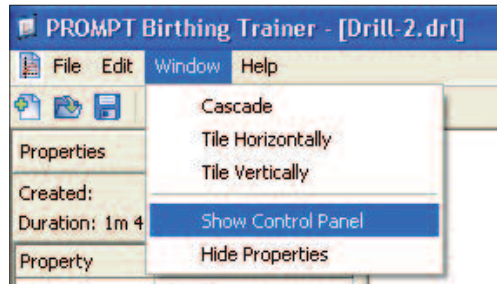 PROMPT Birthing Trainer - [Drill-2.drl]
File Edit Window Help
Cascade
Tile Horizontally
Tile Vertically
Show Control Panel
Hide Properties
Properties
Created:
Duration: 1m 4
Property